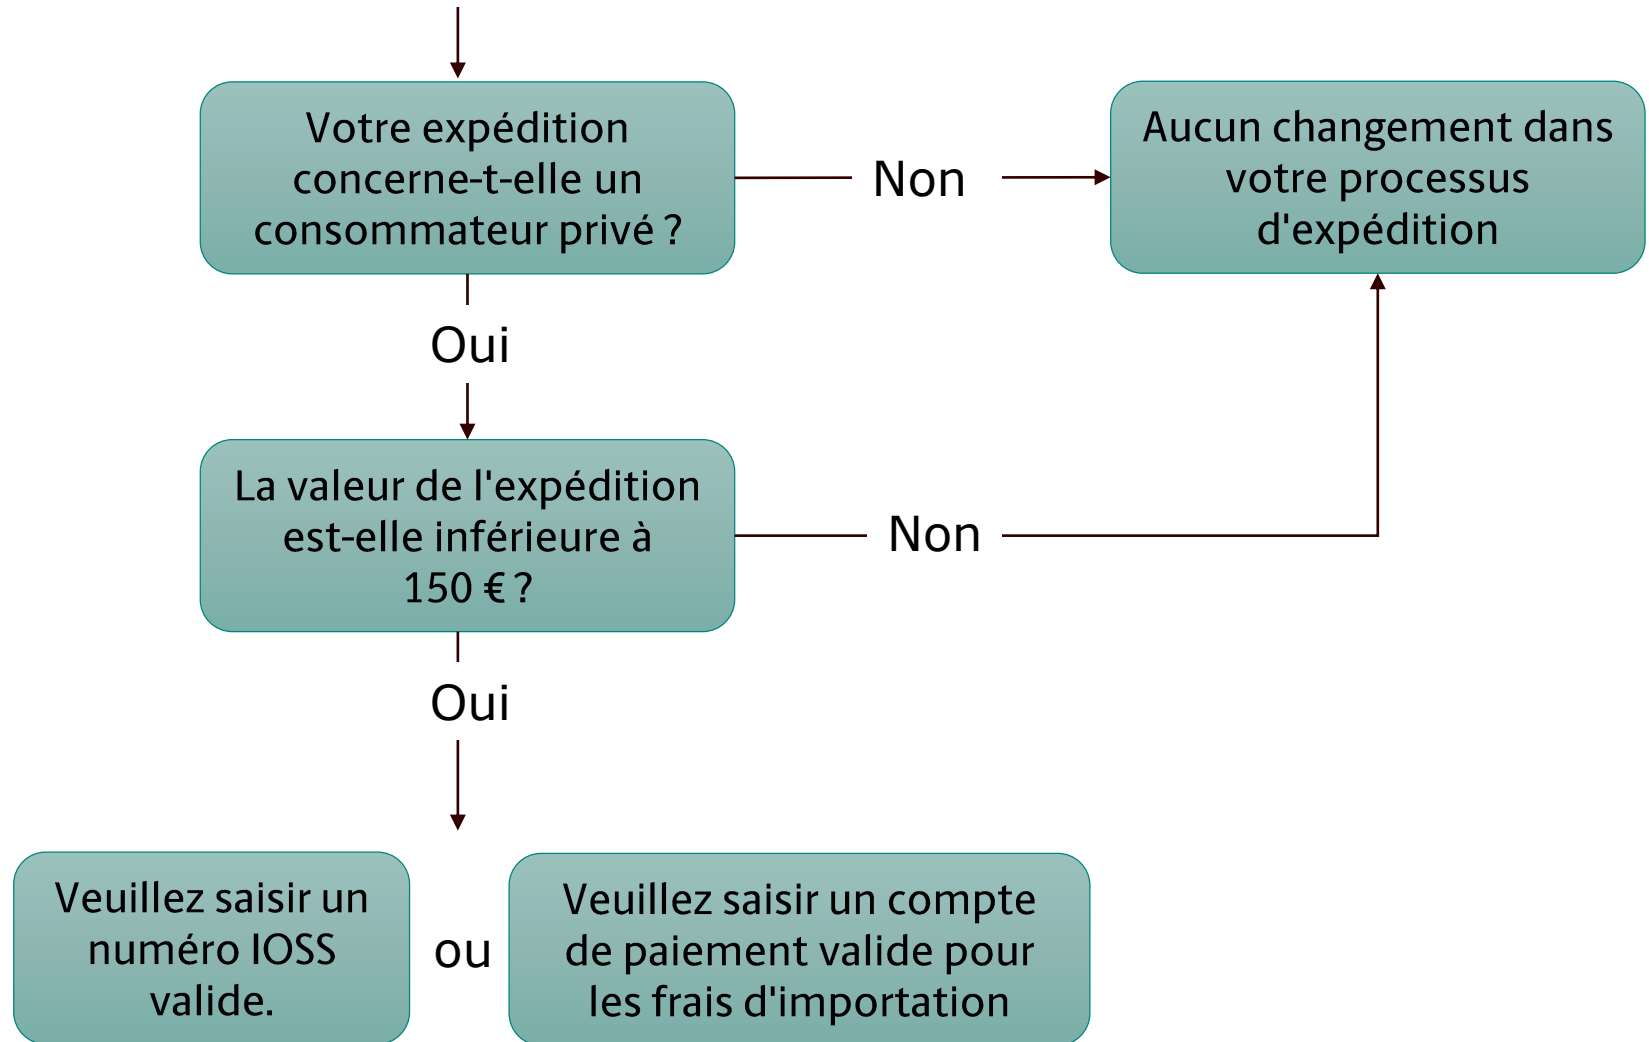 Votre expédition
concerne-t-elle un
consommateur privé ?
Non
Aucun changement dans
votre processus
d'expédition
Oui
La valeur de l'expédition
est-elle inférieure à
150 € ?
Non
Oui
Veuillez saisir un
numéro IOSS
valide.
ou
Veuillez saisir un compte
de paiement valide pour
les frais d'importation